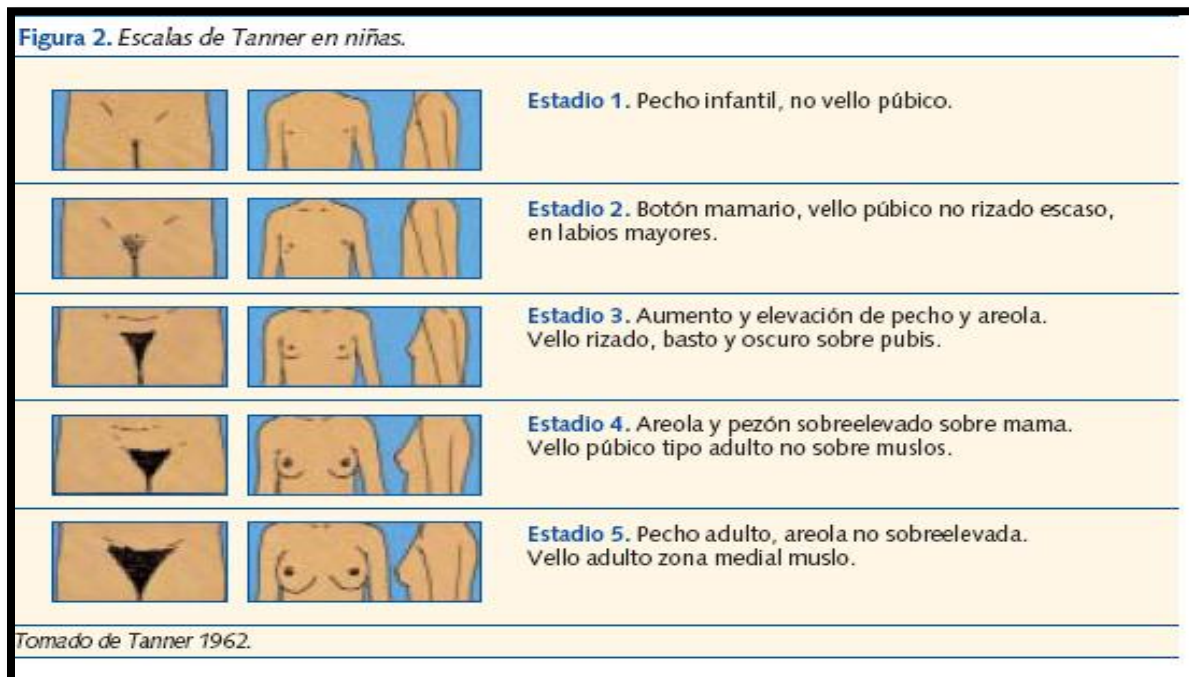 Figura 2. Escalas de Tanner en niñas.
Estadio 1. Pecho infantil, no vello púbico.
Estadio 2. Botón mamario, vello púbico no rizado escaso,
en labios mayores.
Estadio 3. Aumento y elevación de pecho y areola.
Vello rizado, basto y oscuro sobre pubis.
Estadio 4. Areola y pezón sobreelevado sobre mama.
Vello púbico tipo adulto no sobre muslos.
Estadio 5. Pecho adulto, areola no sobreelevada.
Vello adulto zona medial muslo.
Tomado de Tanner 1962.